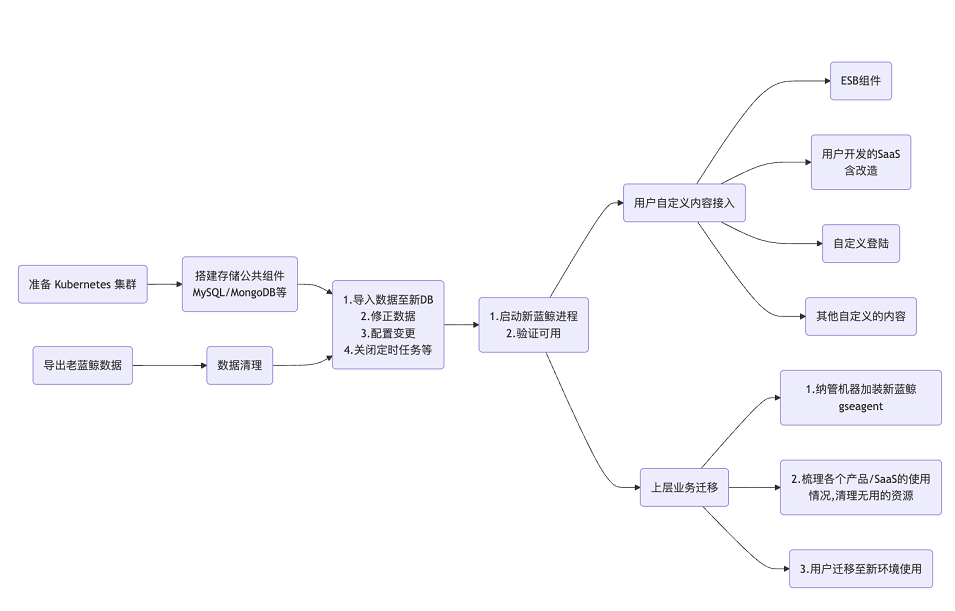 准备 Kubernetes 集群
搭建存储公共组件
MySQL/MongoDB等
导出老蓝鲸数据
数据清理
1.导入数据至新DB
2.修正数据
3.配置变更
4.关闭定时任务等
1.启动新蓝鲸进程
2.验证可用
用户自定义内容接入
ESB组件
用户开发的SaaS
含改造
自定义登陆
其他自定义的内容
上层业务迁移
1.纳管机器加装新蓝鲸
gseagent
2.梳理各个产品/SaaS的使用
情况,清理无用的资源
3.用户迁移至新环境使用